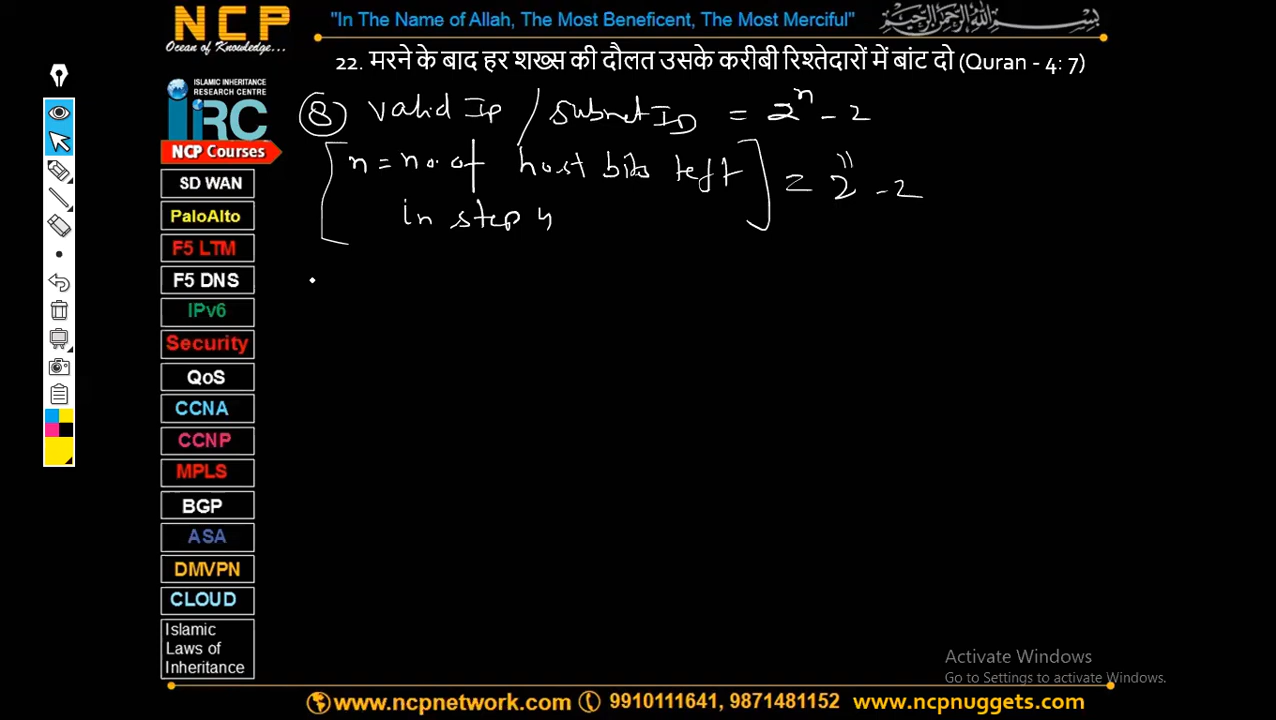 NCP
Ocean of Knowledge...
"In The Name of Allah, The Most Beneficent, The Most Merciful"
بسم الله الرحمن الرحيم
22. मरने के बाद हर शख्स की दौलत उसके करीबी रिश्तेदारों में बांट दो (Quran - 4: 7)
ISLAMIC INHERITANCE
RESEARCH CENTRE
IRC
NCP Courses
SD WAN
PaloAlto
F5 LTM
F5 DNS
IPv6
Security
QoS
CCNA
CCNP
MPLS
BGP
ASA
DMVPN
CLOUD
Islamic
Laws of
Inheritance
⑧ valid Ip / subnet ID = 2ⁿ - 2
[n = no. of host bits left] = 2¹¹ - 2
in step 4
Activate Windows
Go to Settings to activate Windows.
www.ncpnetwork.com 9910111641, 9871481152 www.ncpnuggets.com